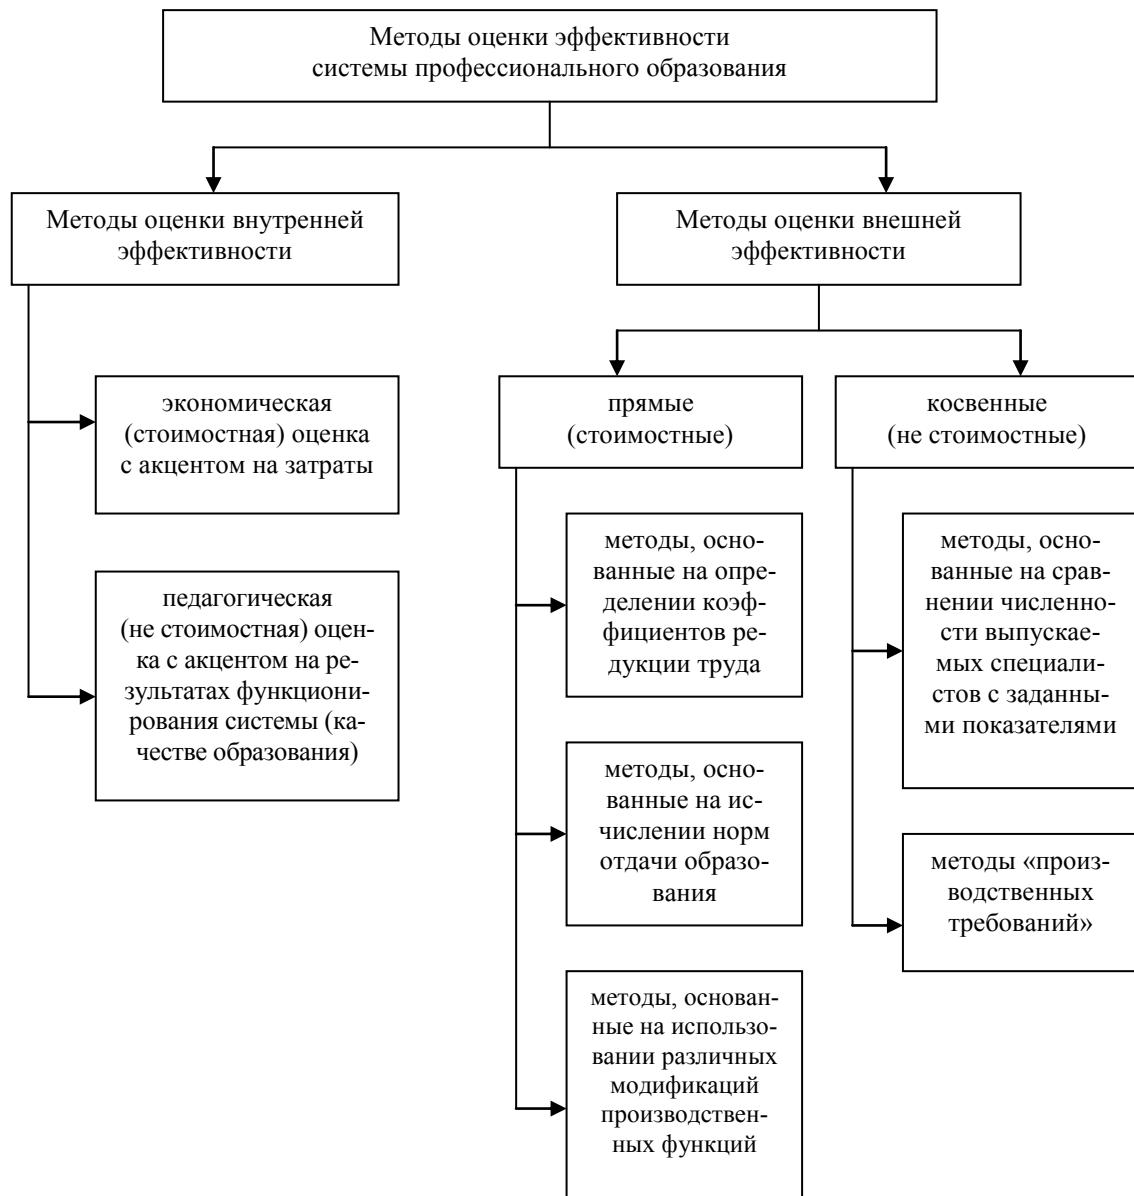 Методы оценки эффективности
системы профессионального образования
Методы оценки внутренней
эффективности
Методы оценки внешней
эффективности
экономическая
(стоимостная) оценка
с акцентом на затраты
педагогическая
(не стоимостная) оцен-
ка с акцентом на ре-
зультатах функциони-
рования системы (ка-
честве образования)
прямые
(стоимостные)
методы, осно-
ванные на опре-
делении коэф-
фициентов ре-
дукции труда
методы, осно-
ванные на ис-
числении норм
отдачи образо-
вания
методы, основан-
ные на использо-
вании различных
модификаций
производствен-
ных функций
косвенные
(не стоимостные)
методы, осно-
ванные на срав-
нении численно-
сти выпускае-
мых специали-
стов с заданны-
ми показателями
методы «произ-
водственных
требований»